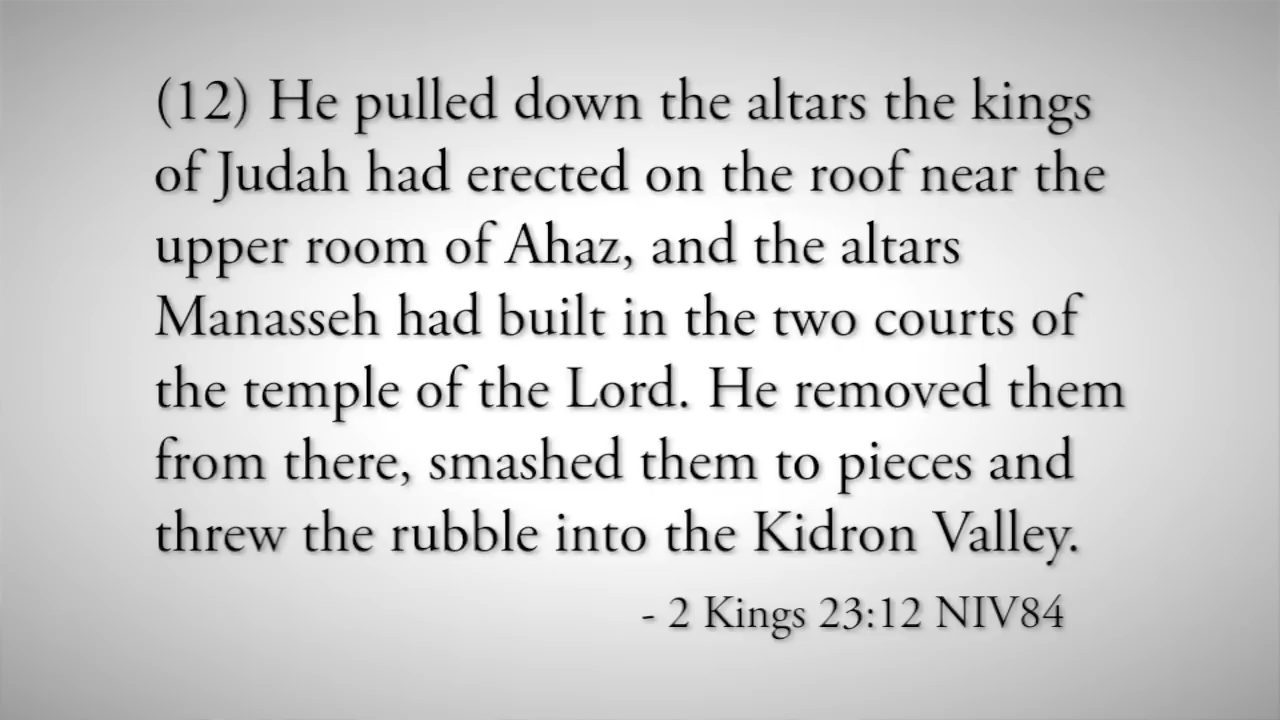 (12) He pulled down the altars the kings
of Judah had erected on the roof near the
upper room of Ahaz, and the altars
Manasseh had built in the two courts of
the temple of the Lord. He removed them
from there, smashed them to pieces and
threw the rubble into the Kidron Valley.
- 2 Kings 23:12 NIV84